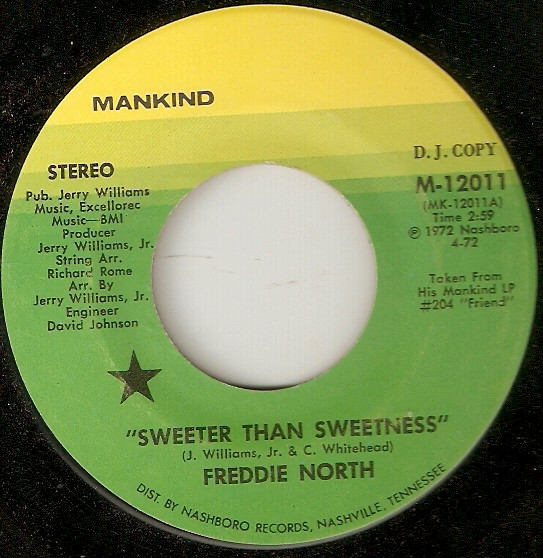 MANKIND
STEREO
Pub. Jerry Williams
Music, Excellorec
Music—BMI
Producer
Jerry Williams, Jr.
String Arr.
Richard Rome
Arr. By
Jerry Williams, Jr.
Engineer
David Johnson
D.J. COPY
M-12011
(MK-12011A)
Time 2:59
℗ 1972 Nashboro
4-72
Taken From
His Mankind LP
#204 "Friend"
"SWEETER THAN SWEETNESS"
(J. Williams, Jr. & C. Whitehead)
FREDDIE NORTH
DIST. BY NASHBORO RECORDS, NASHVILLE, TENNESSEE